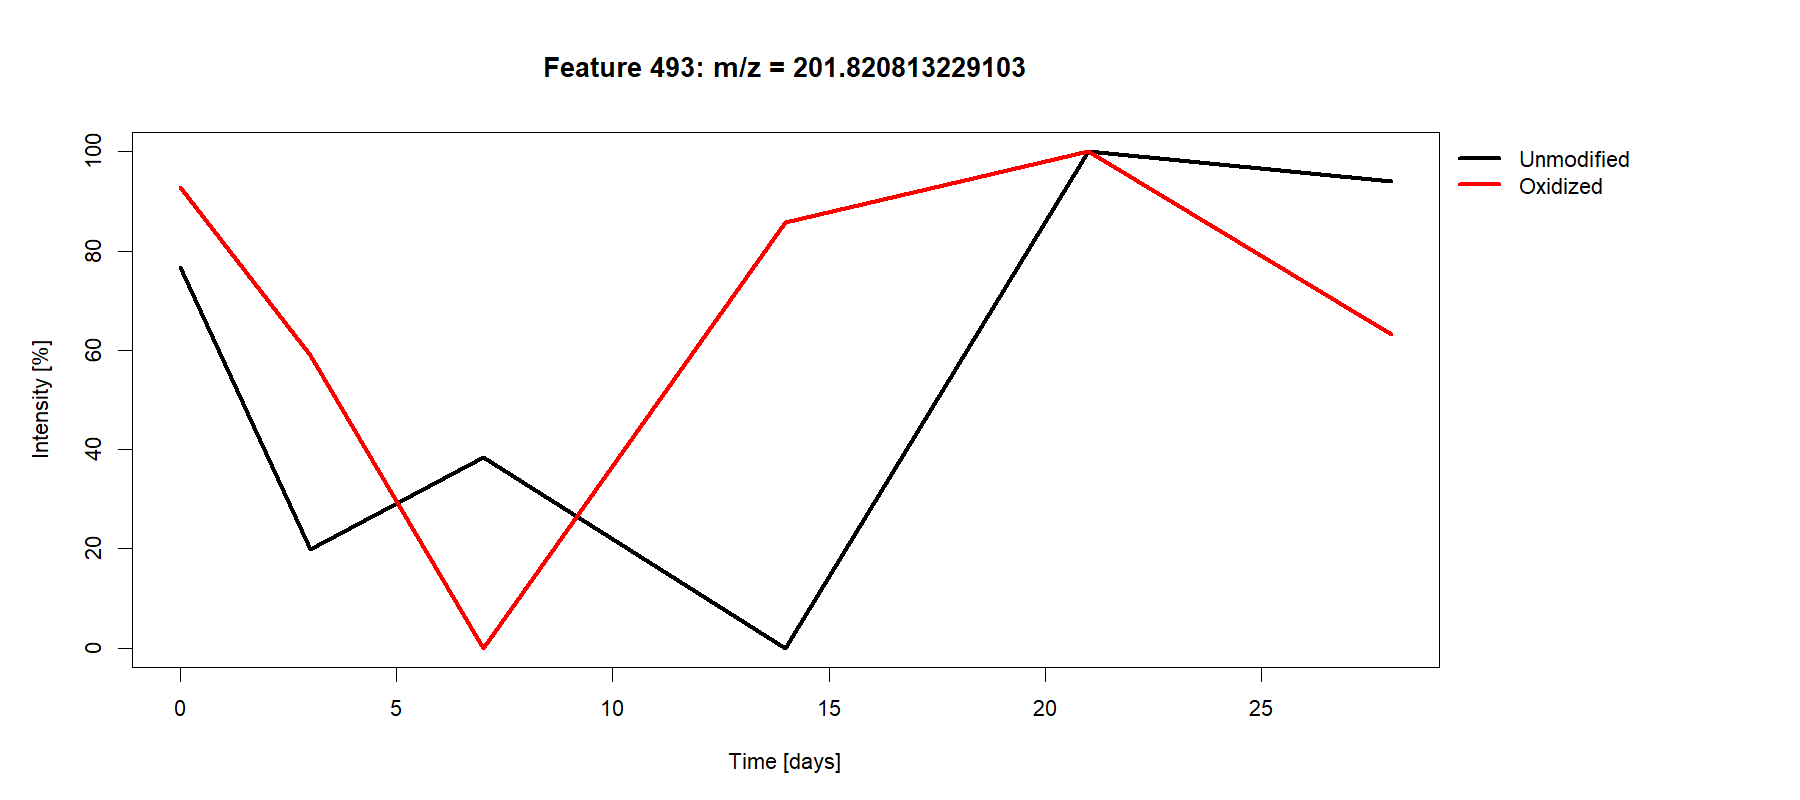 Feature 493: m/z = 201.820813229103
Unmodified
Oxidized
Intensity [%]
100
80
60
40
20
0
0 5 10 15 20 25
Time [days]